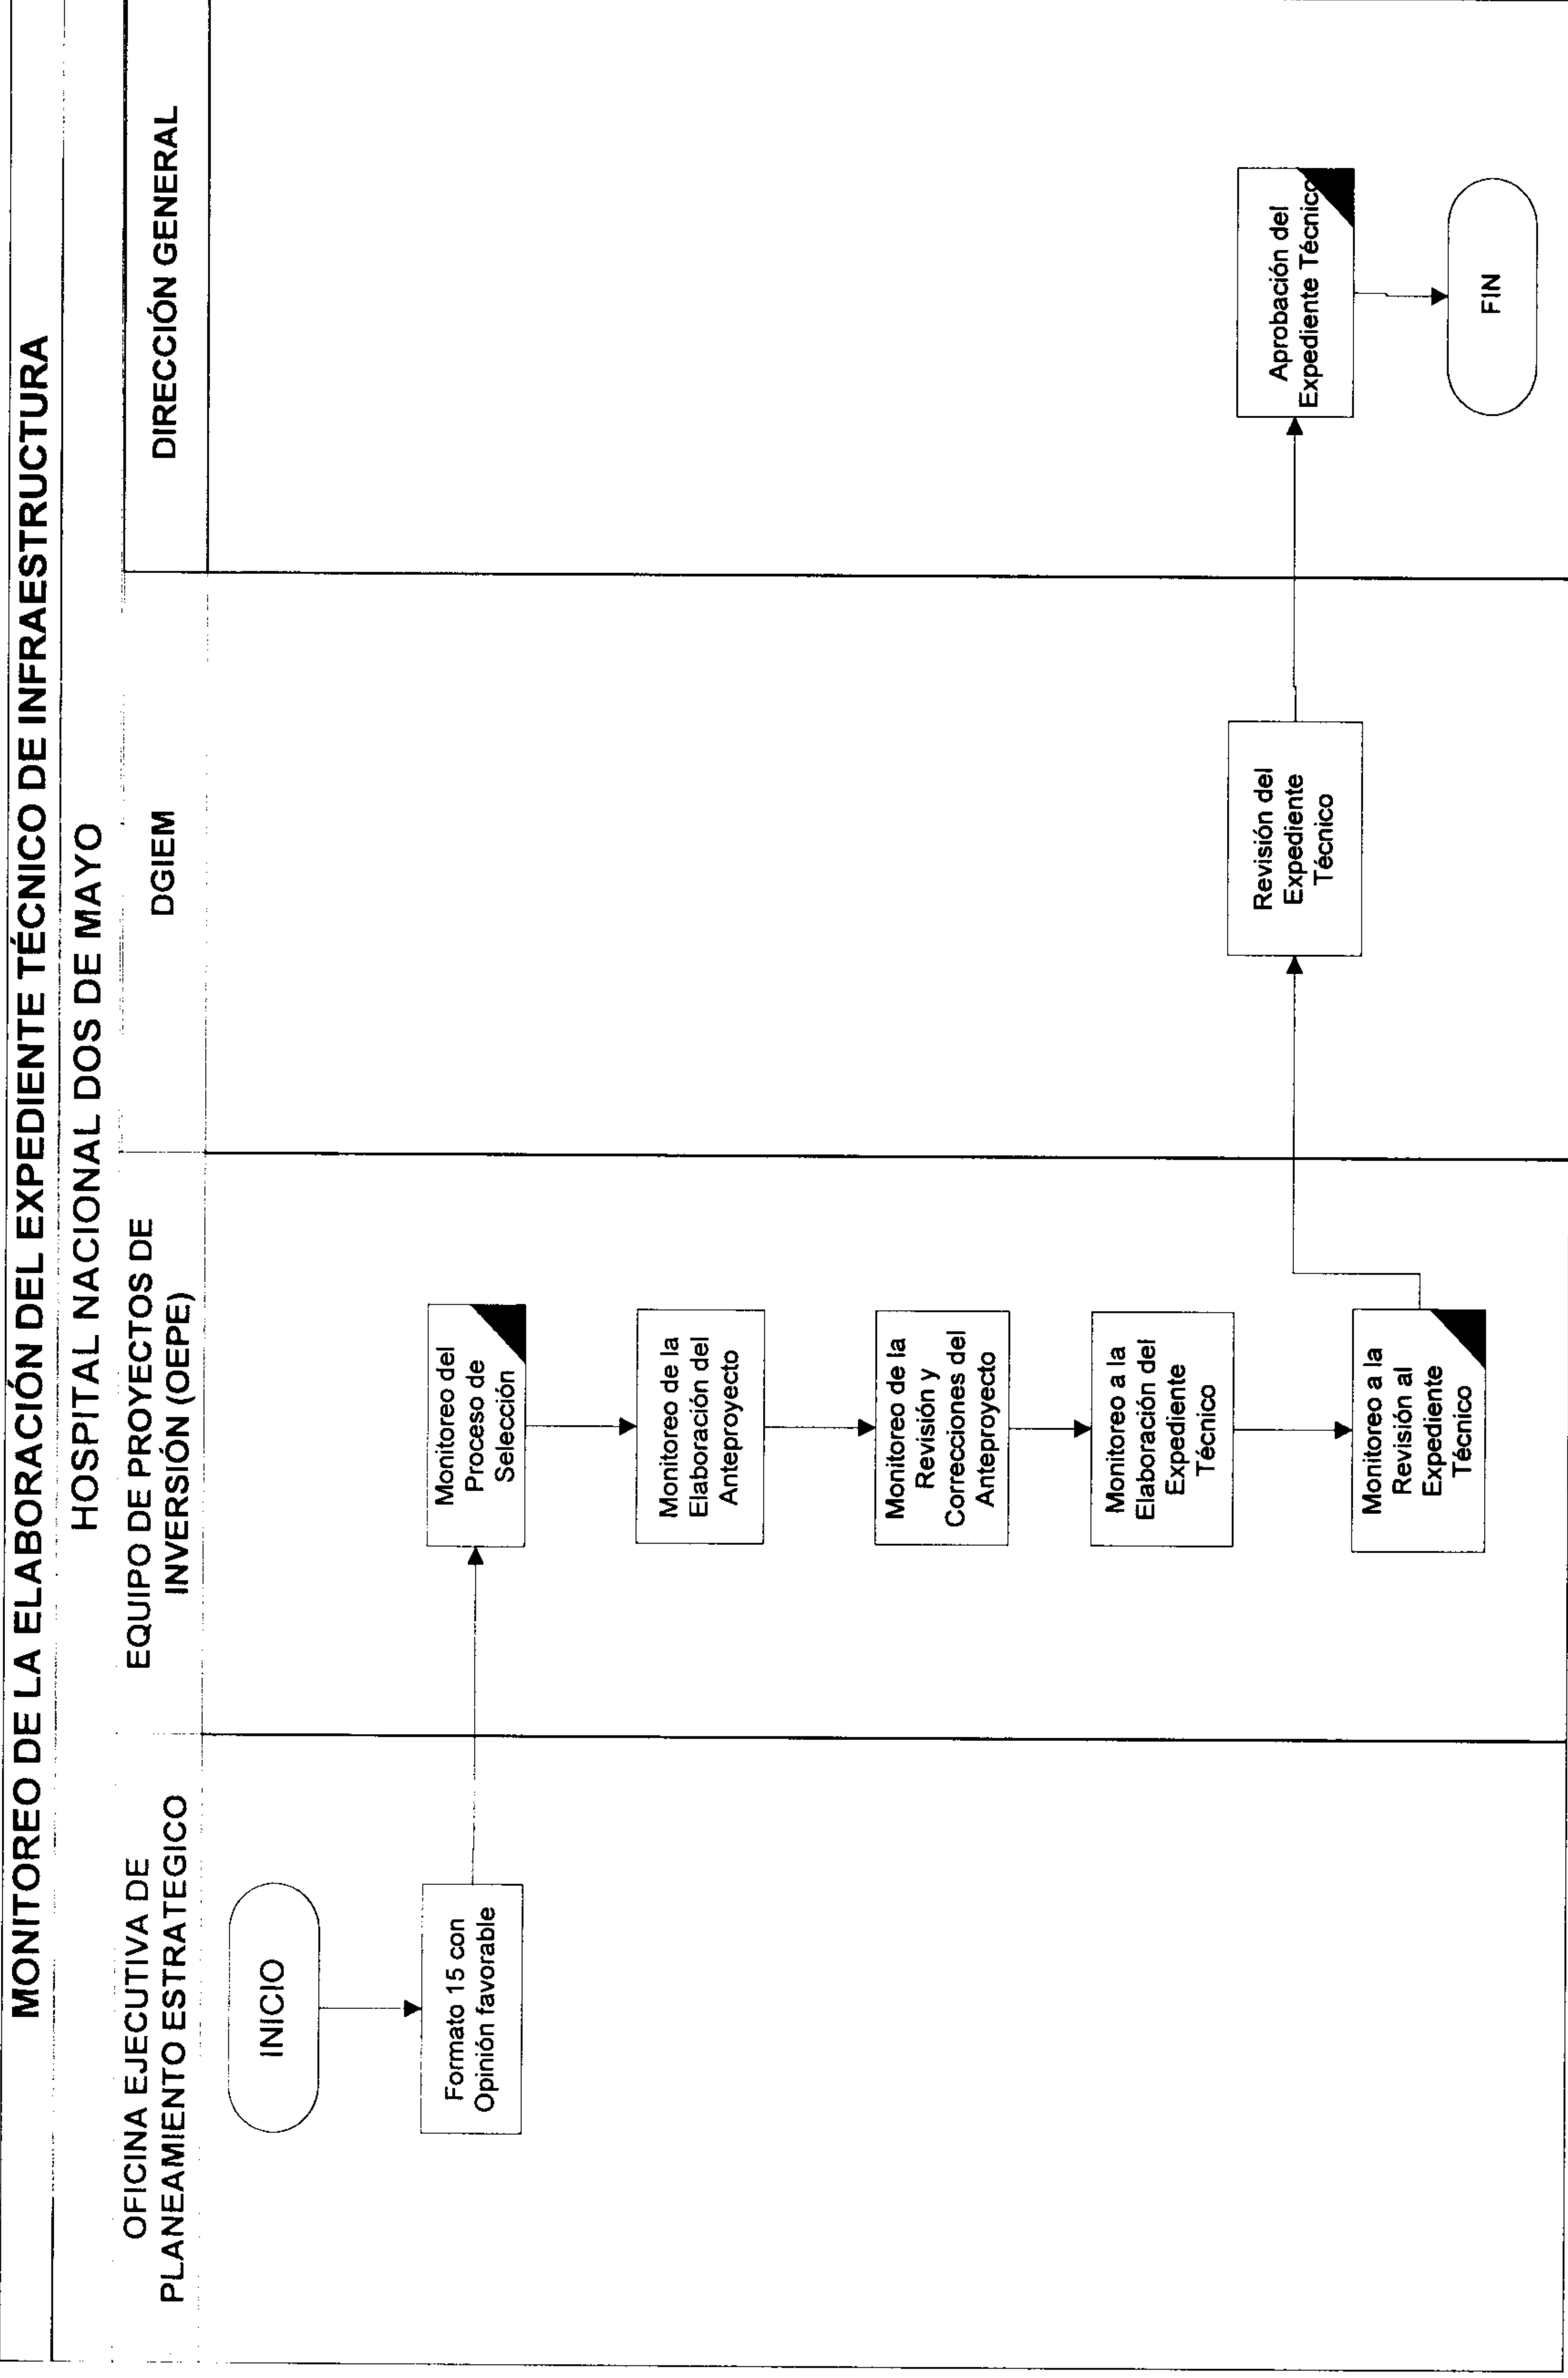 MONITOREO DE LA ELABORACIÓN DEL EXPEDIENTE TÉCNICO DE INFRAESTRUCTURA
HOSPITAL NACIONAL DOS DE MAYO
OFICINA EJECUTIVA DE
PLANEAMIENTO ESTRATEGICO
EQUIPO DE PROYECTOS DE
INVERSIÓN (OEPE)
DGIEM
DIRECCIÓN GENERAL
INICIO
Formato 15 con
Opinión favorable
Monitoreo del
Proceso de
Selección
Monitoreo de la
Elaboración del
Anteproyecto
Monitoreo de la
Revisión y
Correcciones del
Anteproyecto
Monitoreo a la
Elaboración del
Expediente
Técnico
Monitoreo a la
Revisión al
Expediente
Técnico
Revisión del
Expediente
Técnico
Aprobación del
Expediente Técnico
FIN